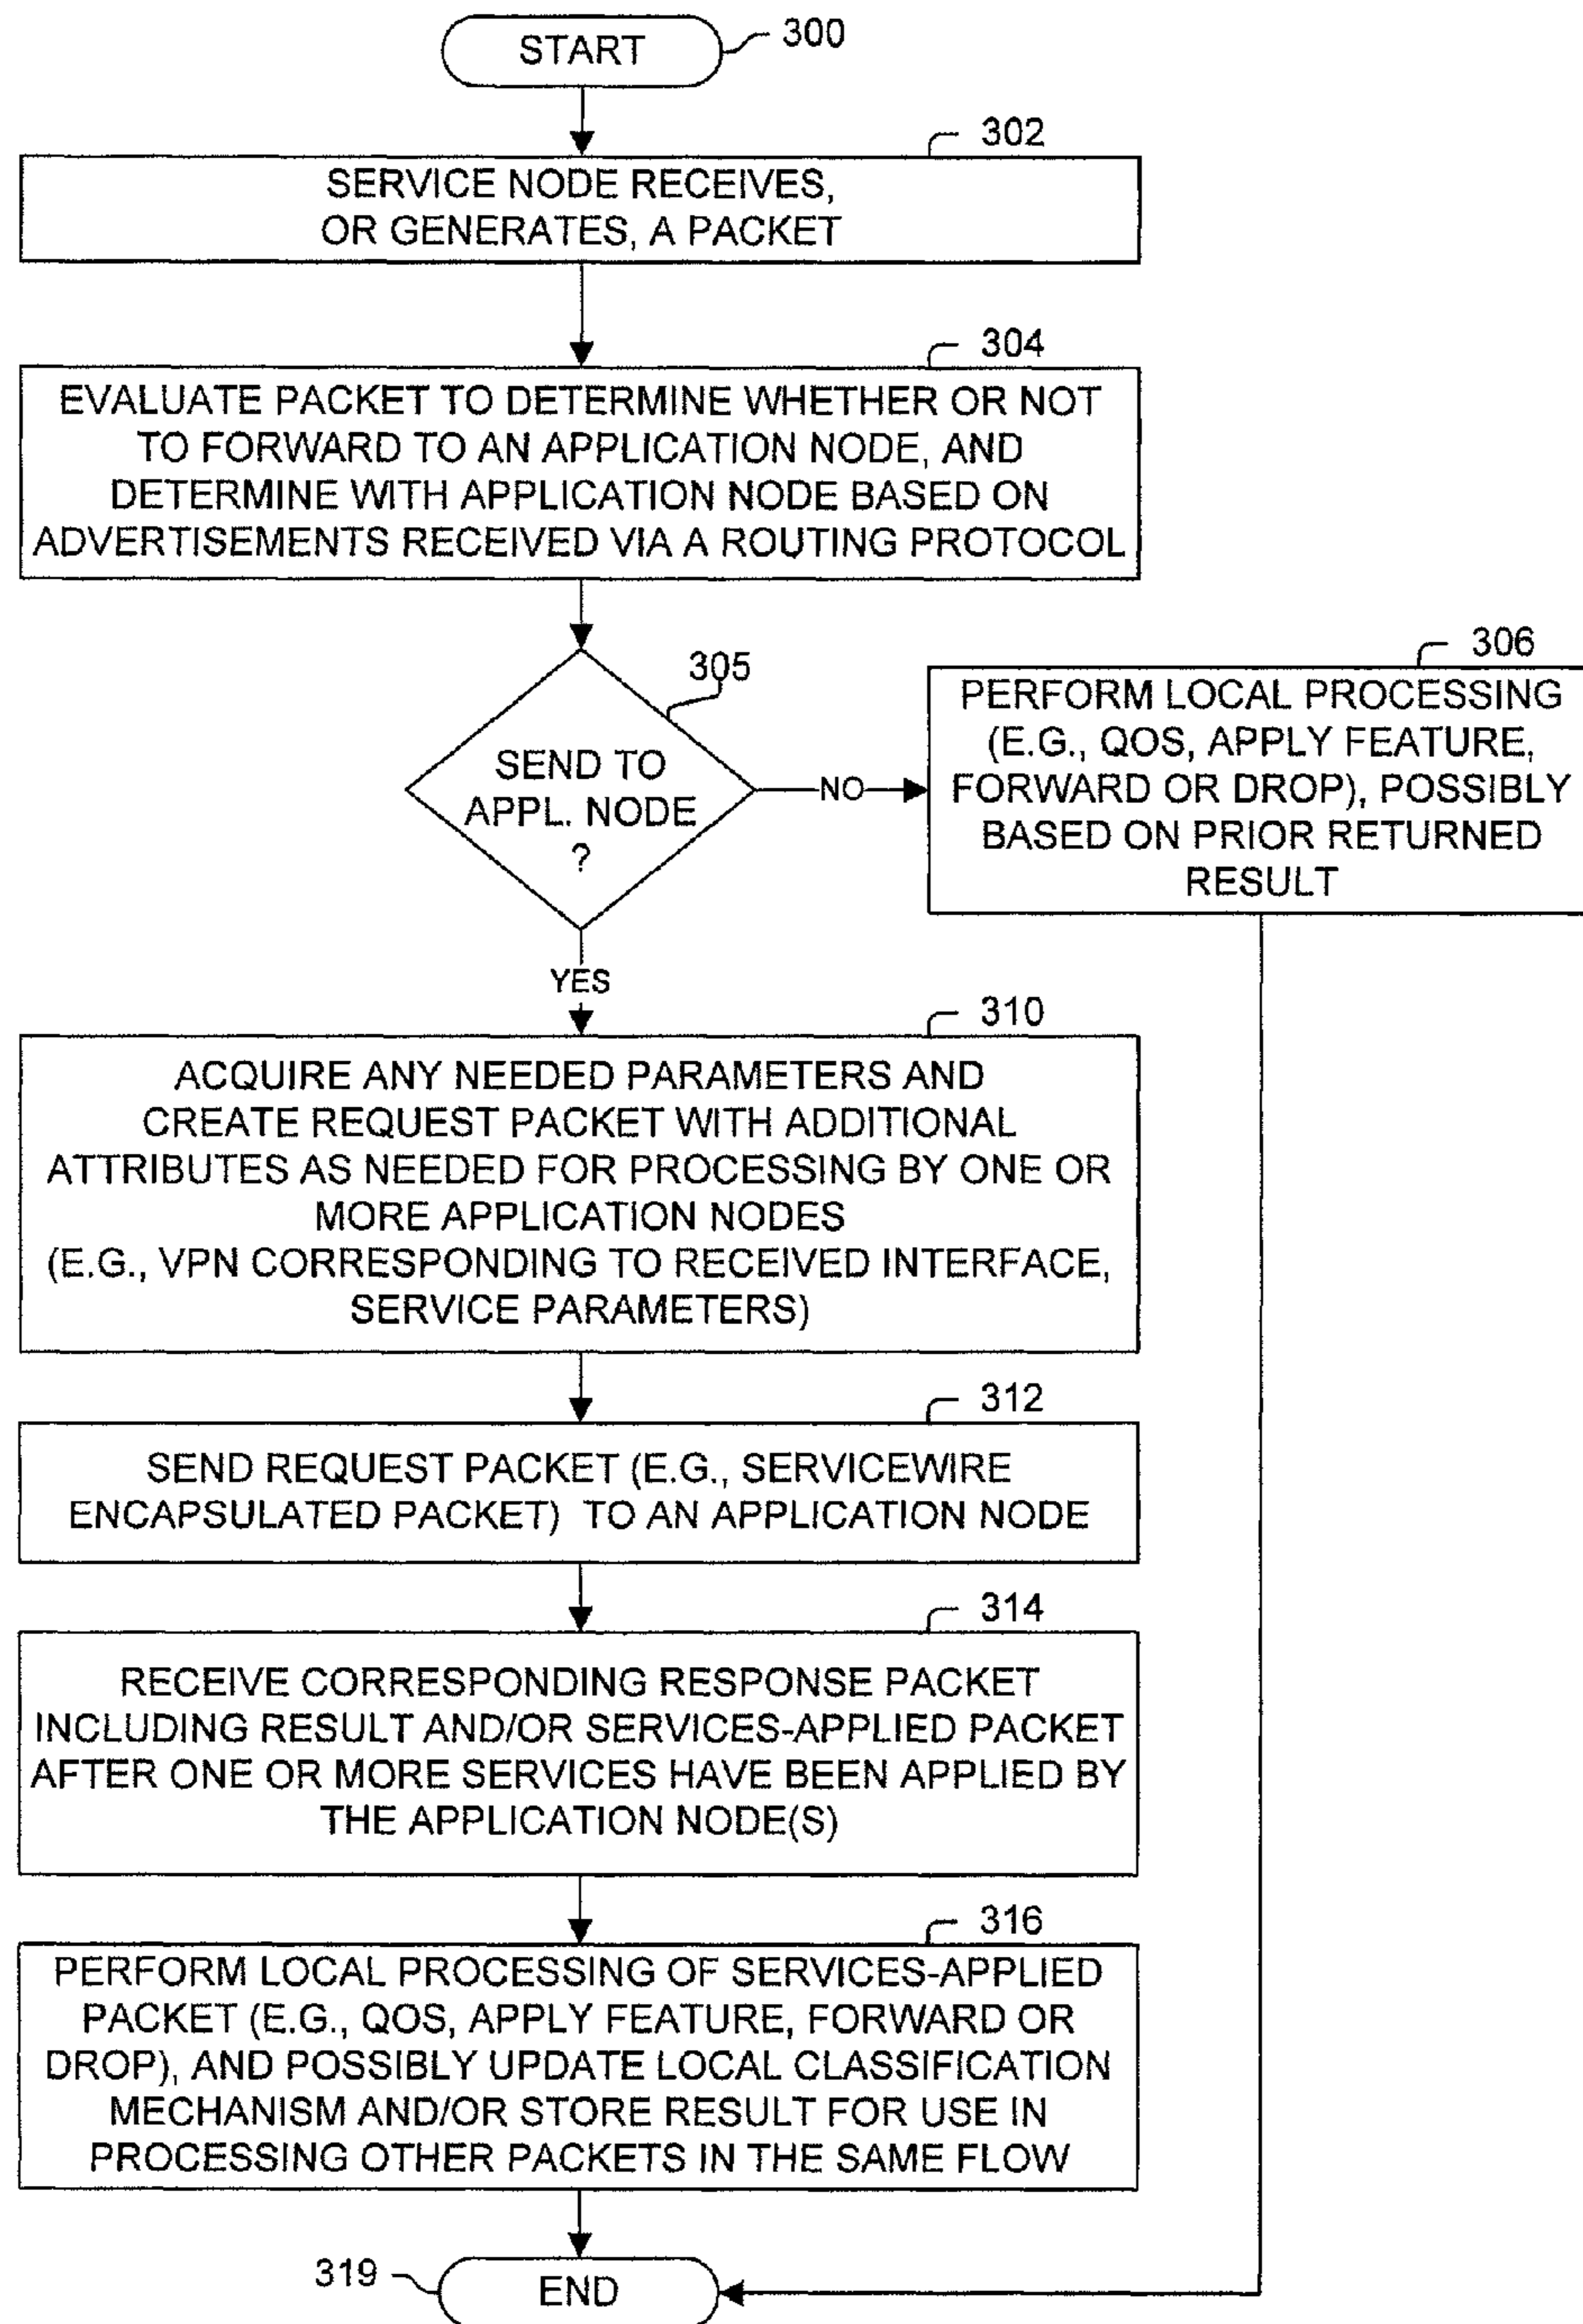 START
300
302
SERVICE NODE RECEIVES,
OR GENERATES, A PACKET
304
EVALUATE PACKET TO DETERMINE WHETHER OR NOT
TO FORWARD TO AN APPLICATION NODE, AND
DETERMINE WITH APPLICATION NODE BASED ON
ADVERTISEMENTS RECEIVED VIA A ROUTING PROTOCOL
305
SEND TO
APPL. NODE
?
NO
306
PERFORM LOCAL PROCESSING
(E.G., QOS, APPLY FEATURE,
FORWARD OR DROP), POSSIBLY
BASED ON PRIOR RETURNED
RESULT
YES
310
ACQUIRE ANY NEEDED PARAMETERS AND
CREATE REQUEST PACKET WITH ADDITIONAL
ATTRIBUTES AS NEEDED FOR PROCESSING BY ONE OR
MORE APPLICATION NODES
(E.G., VPN CORRESPONDING TO RECEIVED INTERFACE,
SERVICE PARAMETERS)
312
SEND REQUEST PACKET (E.G., SERVICEWIRE
ENCAPSULATED PACKET) TO AN APPLICATION NODE
314
RECEIVE CORRESPONDING RESPONSE PACKET
INCLUDING RESULT AND/OR SERVICES-APPLIED PACKET
AFTER ONE OR MORE SERVICES HAVE BEEN APPLIED BY
THE APPLICATION NODE(S)
316
PERFORM LOCAL PROCESSING OF SERVICES-APPLIED
PACKET (E.G., QOS, APPLY FEATURE, FORWARD OR
DROP), AND POSSIBLY UPDATE LOCAL CLASSIFICATION
MECHANISM AND/OR STORE RESULT FOR USE IN
PROCESSING OTHER PACKETS IN THE SAME FLOW
319
END